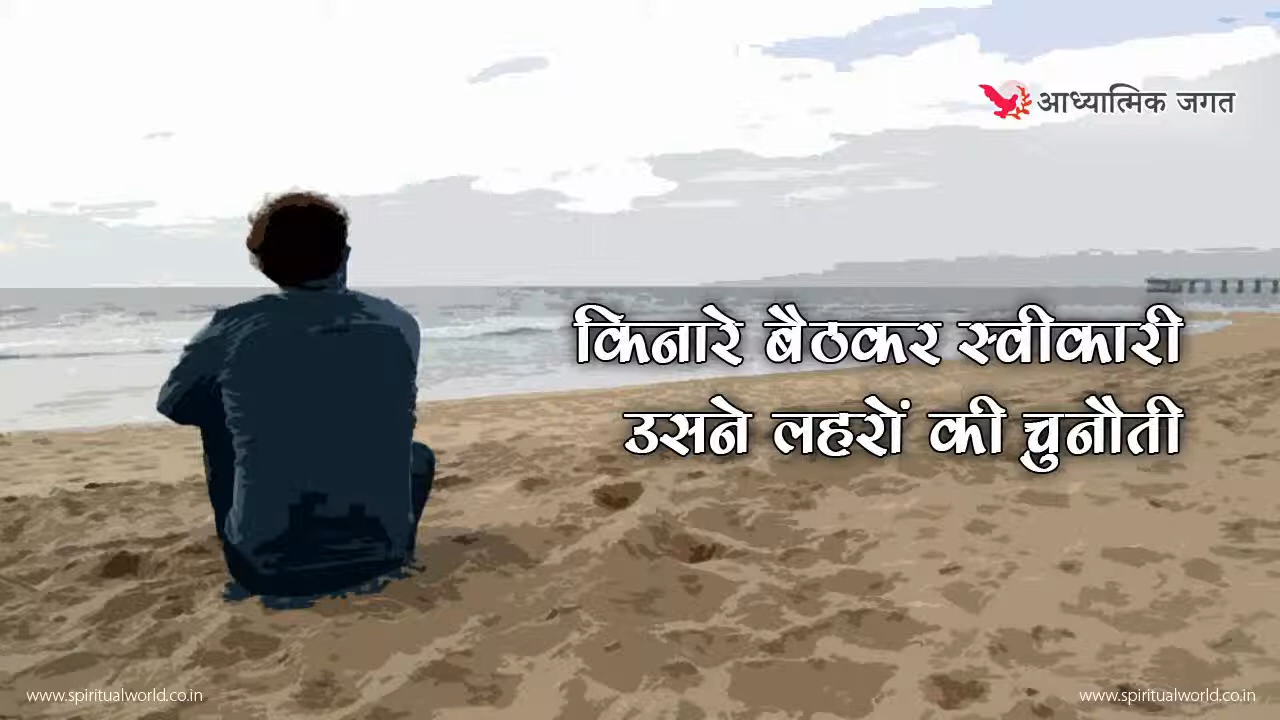 आध्यात्मिक जगत
किनारे बैठकर स्वीकारी
उसने लहरों की चुनौती
www.spiritualworld.co.in
www.spiritualworld.co.in